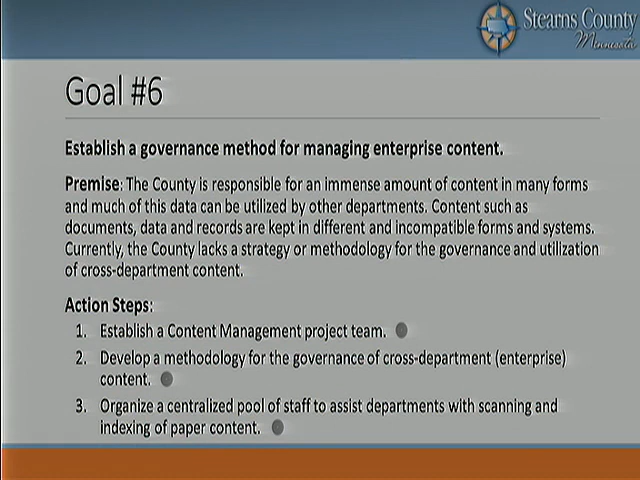 Stearns County
Minnesota
Goal #6
Establish a governance method for managing enterprise content.
Premise: The County is responsible for an immense amount of content in many forms
and much of this data can be utilized by other departments. Content such as
documents, data and records are kept in different and incompatible forms and systems.
Currently, the County lacks a strategy or methodology for the governance and utilization
of cross-department content.
Action Steps:
1. Establish a Content Management project team.
2. Develop a methodology for the governance of cross-department (enterprise)
content.
3. Organize a centralized pool of staff to assist departments with scanning and
indexing of paper content.